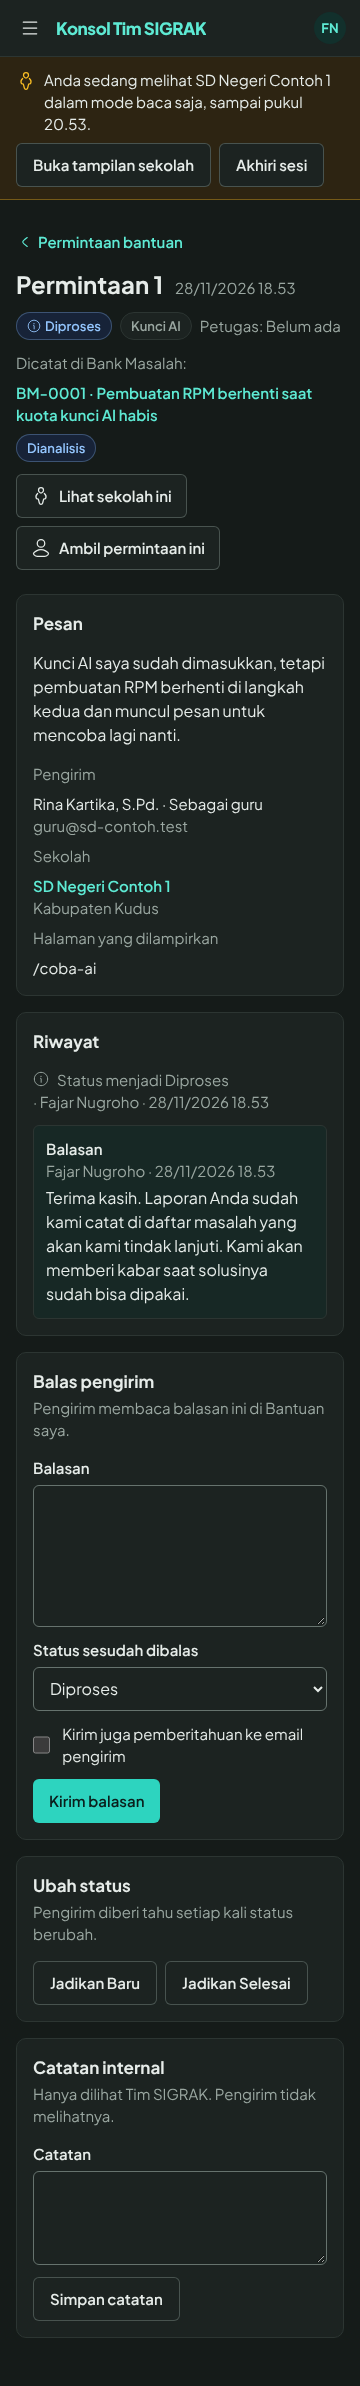 Konsol Tim SIGRAK
FN
Anda sedang melihat SD Negeri Contoh 1
dalam mode baca saja, sampai pukul
20.53.
Buka tampilan sekolah
Akhiri sesi
Permintaan bantuan
Permintaan 1 28/11/2026 18.53
Diproses Kunci AI Petugas: Belum ada
Dicatat di Bank Masalah:
BM-0001 · Pembuatan RPM berhenti saat
kuota kunci AI habis
Dianalisis
Lihat sekolah ini
Ambil permintaan ini
Pesan
Kunci AI saya sudah dimasukkan, tetapi
pembuatan RPM berhenti di langkah
kedua dan muncul pesan untuk
mencoba lagi nanti.
Pengirim
Rina Kartika, S.Pd. · Sebagai guru
guru@sd-contoh.test
Sekolah
SD Negeri Contoh 1
Kabupaten Kudus
Halaman yang dilampirkan
/coba-ai
Riwayat
Status menjadi Diproses
· Fajar Nugroho · 28/11/2026 18.53
Balasan
Fajar Nugroho · 28/11/2026 18.53
Terima kasih. Laporan Anda sudah
kami catat di daftar masalah yang
akan kami tindak lanjuti. Kami akan
memberi kabar saat solusinya
sudah bisa dipakai.
Balas pengirim
Pengirim membaca balasan ini di Bantuan
saya.
Balasan
Status sesudah dibalas
Diproses
Kirim juga pemberitahuan ke email
pengirim
Kirim balasan
Ubah status
Pengirim diberi tahu setiap kali status
berubah.
Jadikan Baru
Jadikan Selesai
Catatan internal
Hanya dilihat Tim SIGRAK. Pengirim tidak
melihatnya.
Catatan
Simpan catatan